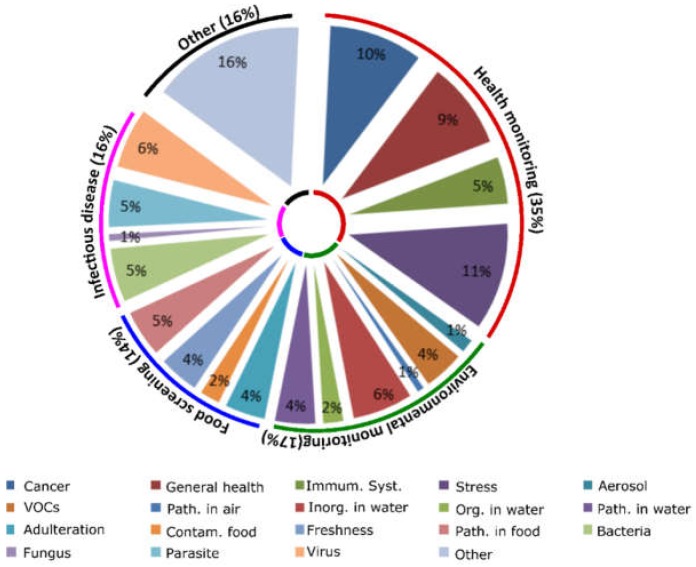 Other (16%)
Health monitoring (35%)
Environmental monitoring(17%)
Food screening (14%)
Infectious disease (16%)
10%
9%
5%
11%
1%
4%
1%
6%
2%
4%
4%
2%
4%
5%
5%
1%
5%
6%
16%
Cancer General health Immum. Syst. Stress Aerosol
VOCs Path. in air Inorg. in water Org. in water Path. in water
Adulteration Contam. food Freshness Path. in food Bacteria
Fungus Parasite Virus Other